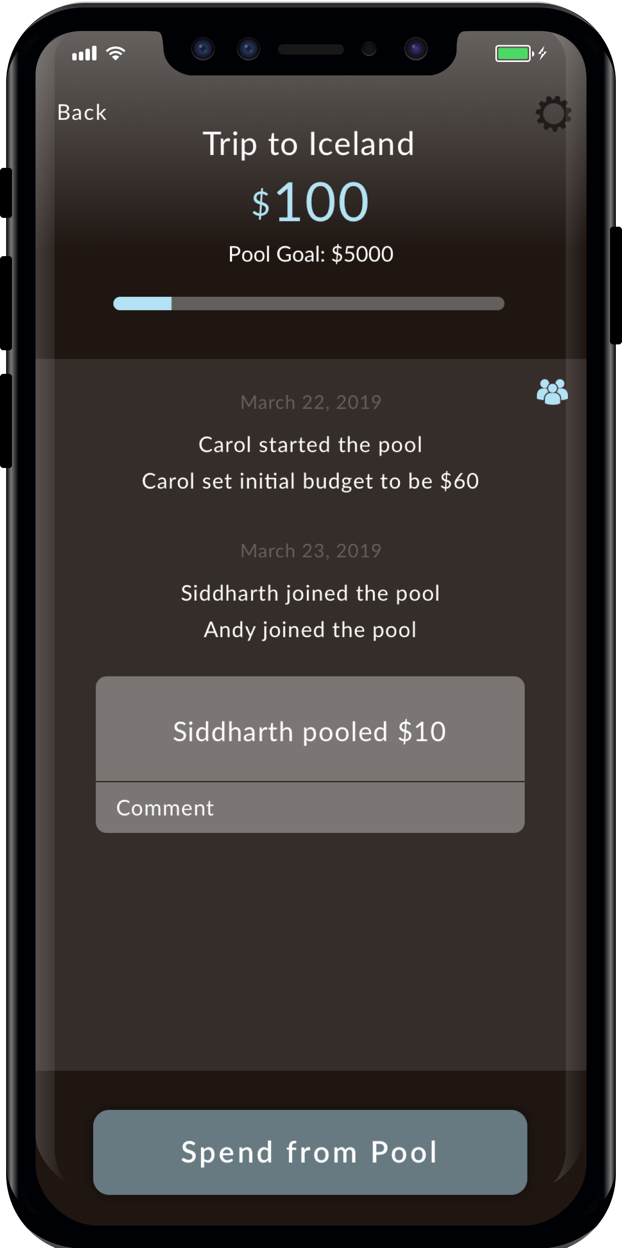 Back
Trip to Iceland
$100
Pool Goal: $5000
March 22, 2019
Carol started the pool
Carol set initial budget to be $60
March 23, 2019
Siddharth joined the pool
Andy joined the pool
Siddharth pooled $10
Comment
Spend from Pool